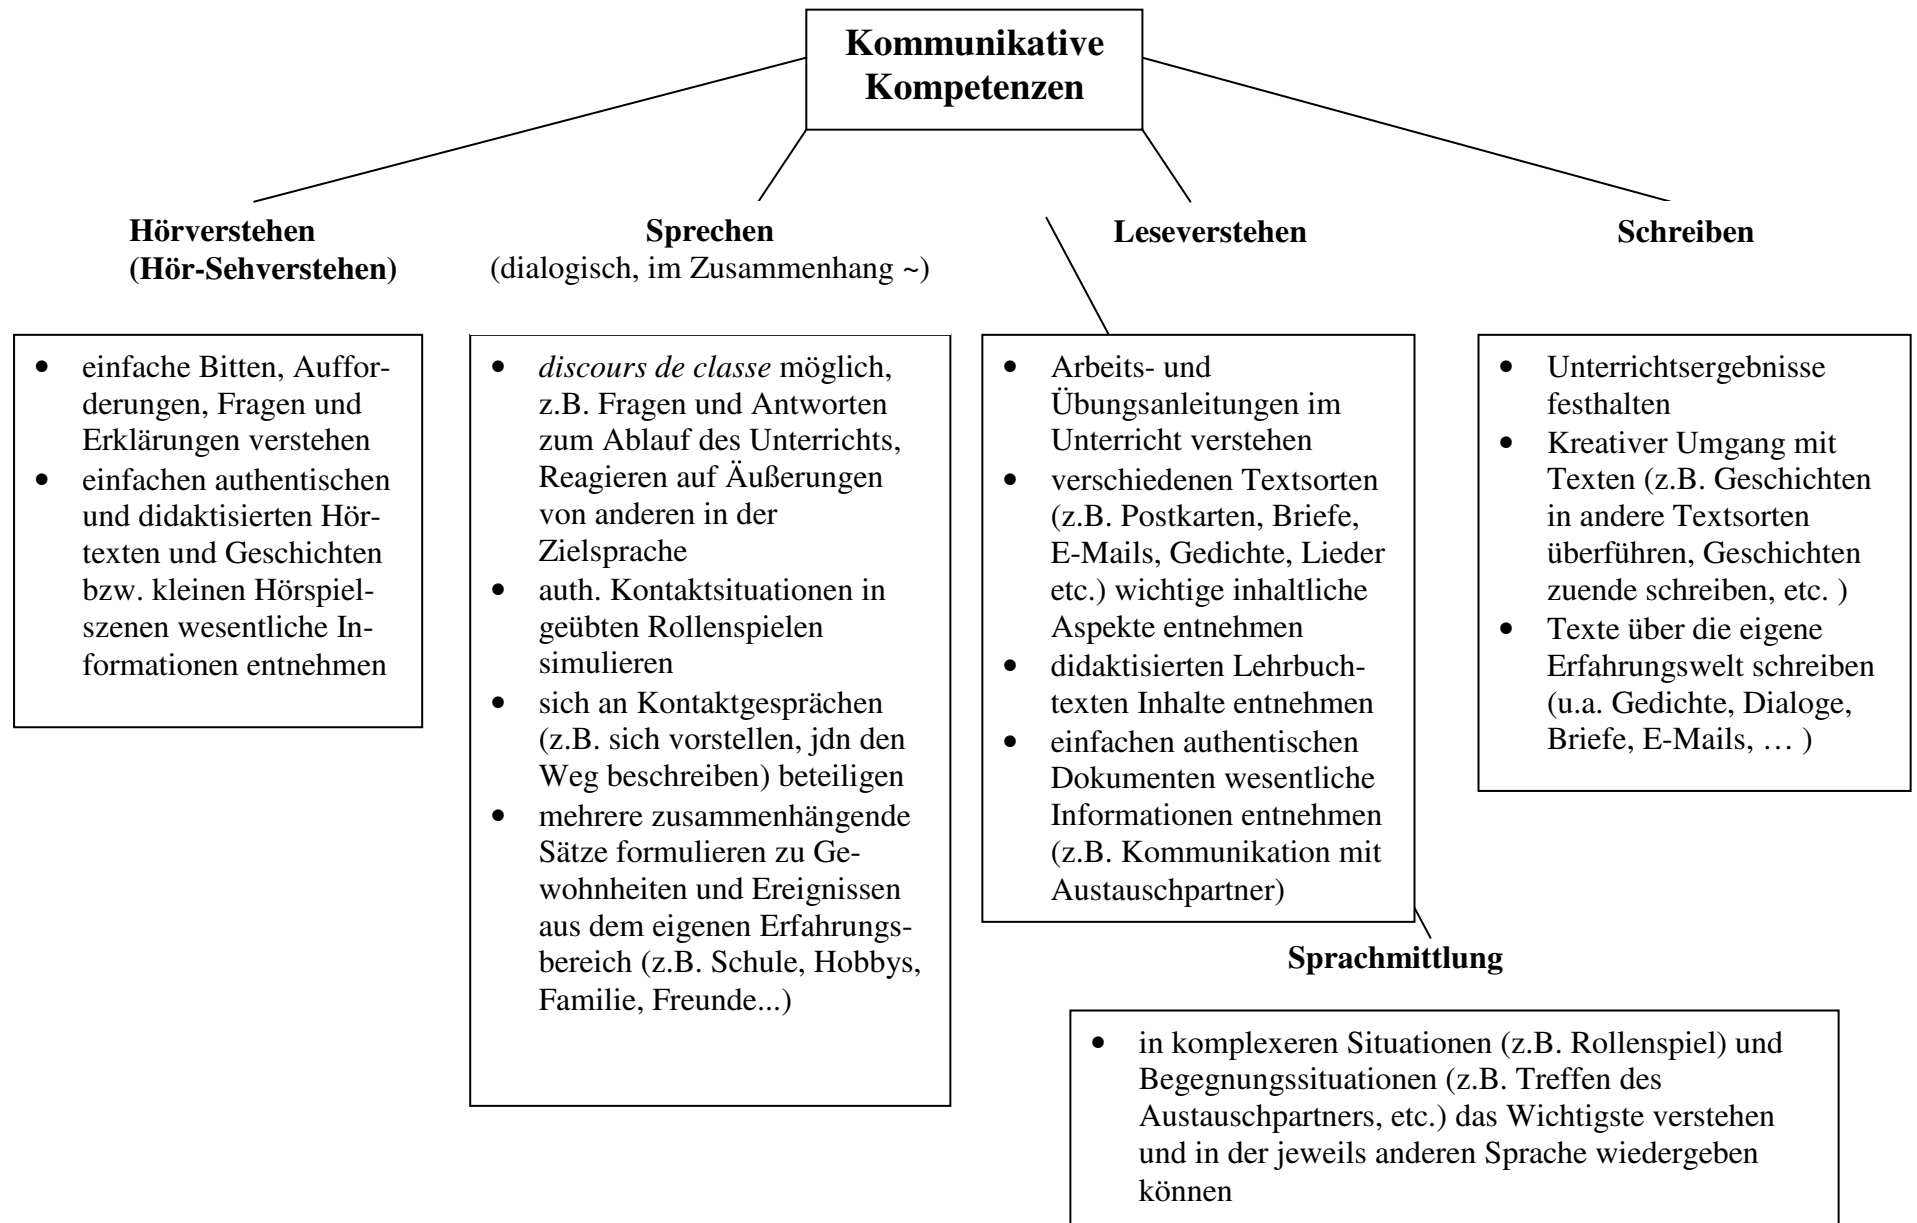 Kommunikative
Kompetenzen
Hörverstehen
(Hör-Sehverstehen)
Sprechen
(dialogisch, im Zusammenhang ~)
Leseverstehen
Schreiben
• einfache Bitten, Auffor-
derungen, Fragen und
Erklärungen verstehen
• einfachen authentischen
und didaktisierten Hör-
texten und Geschichten
bzw. kleinen Hörspiel-
szenen wesentliche In-
formationen entnehmen
• discours de classe möglich,
z.B. Fragen und Antworten
zum Ablauf des Unterrichts,
Reagieren auf Äußerungen
von anderen in der
Zielsprache
• auth. Kontaktsituationen in
geübten Rollenspielen
simulieren
• sich an Kontaktgesprächen
(z.B. sich vorstellen, jdn den
Weg beschreiben) beteiligen
• mehrere zusammenhängende
Sätze formulieren zu Ge-
wohnheiten und Ereignissen
aus dem eigenen Erfahrungs-
bereich (z.B. Schule, Hobbys,
Familie, Freunde...)
• Arbeits- und
Übungsanleitungen im
Unterricht verstehen
• verschiedenen Textsorten
(z.B. Postkarten, Briefe,
E-Mails, Gedichte, Lieder
etc.) wichtige inhaltliche
Aspekte entnehmen
• didaktisierten Lehrbuch-
texten Inhalte entnehmen
• einfachen authentischen
Dokumenten wesentliche
Informationen entnehmen
(z.B. Kommunikation mit
Austauschpartner)
• Unterrichtsergebnisse
festhalten
• Kreativer Umgang mit
Texten (z.B. Geschichten
in andere Textsorten
überführen, Geschichten
zuende schreiben, etc. )
• Texte über die eigene
Erfahrungswelt schreiben
(u.a. Gedichte, Dialoge,
Briefe, E-Mails, … )
Sprachmittlung
• in komplexeren Situationen (z.B. Rollenspiel) und
Begegnungssituationen (z.B. Treffen des
Austauschpartners, etc.) das Wichtigste verstehen
und in der jeweils anderen Sprache wiedergeben
können